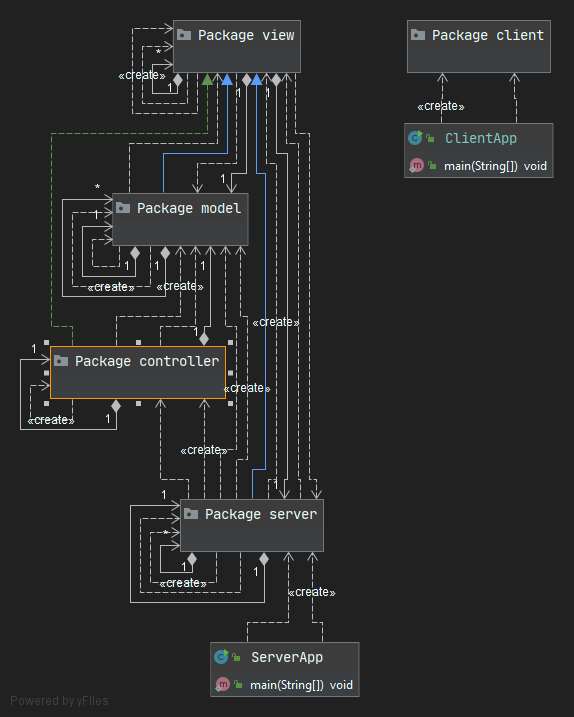 Package view
Package client
*
«create»
1
1
1
«create»
ClientApp
main(String[]) void
1
*
Package model
1
1
1
1
«create»
«create»
«create»
1
1
Package controller
«create»
1
«create»
«create»
1
1
Package server
*
1
1
«create»
«create»
ServerApp
main(String[]) void
Powered by yFiles